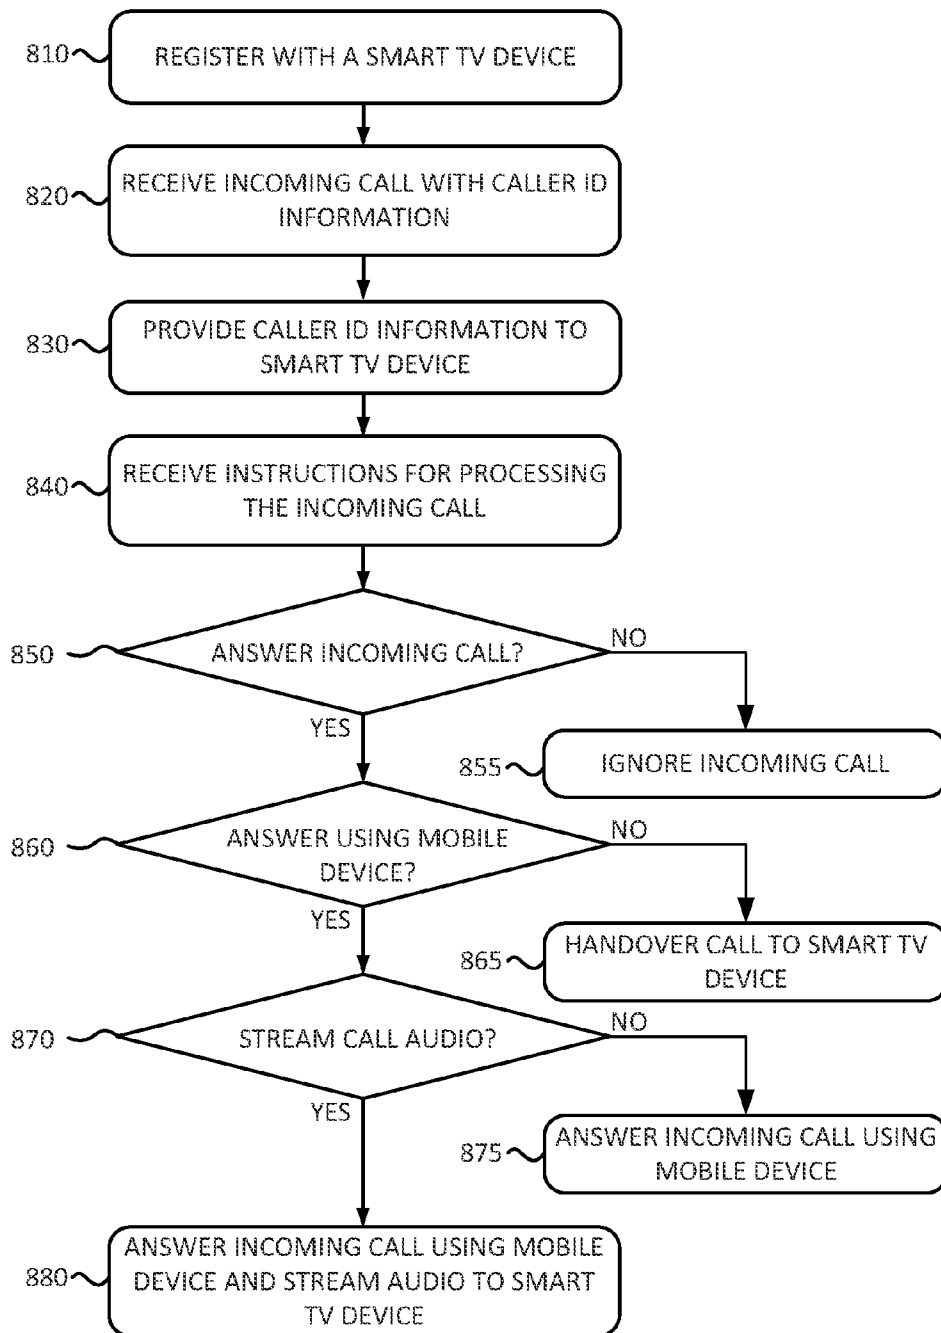 810
REGISTER WITH A SMART TV DEVICE
820
RECEIVE INCOMING CALL WITH CALLER ID
INFORMATION
830
PROVIDE CALLER ID INFORMATION TO
SMART TV DEVICE
840
RECEIVE INSTRUCTIONS FOR PROCESSING
THE INCOMING CALL
850
ANSWER INCOMING CALL?
NO
YES
855
IGNORE INCOMING CALL
860
ANSWER USING MOBILE
DEVICE?
NO
YES
865
HANDOVER CALL TO SMART TV
DEVICE
870
STREAM CALL AUDIO?
NO
YES
875
ANSWER INCOMING CALL USING
MOBILE DEVICE
880
ANSWER INCOMING CALL USING MOBILE
DEVICE AND STREAM AUDIO TO SMART
TV DEVICE